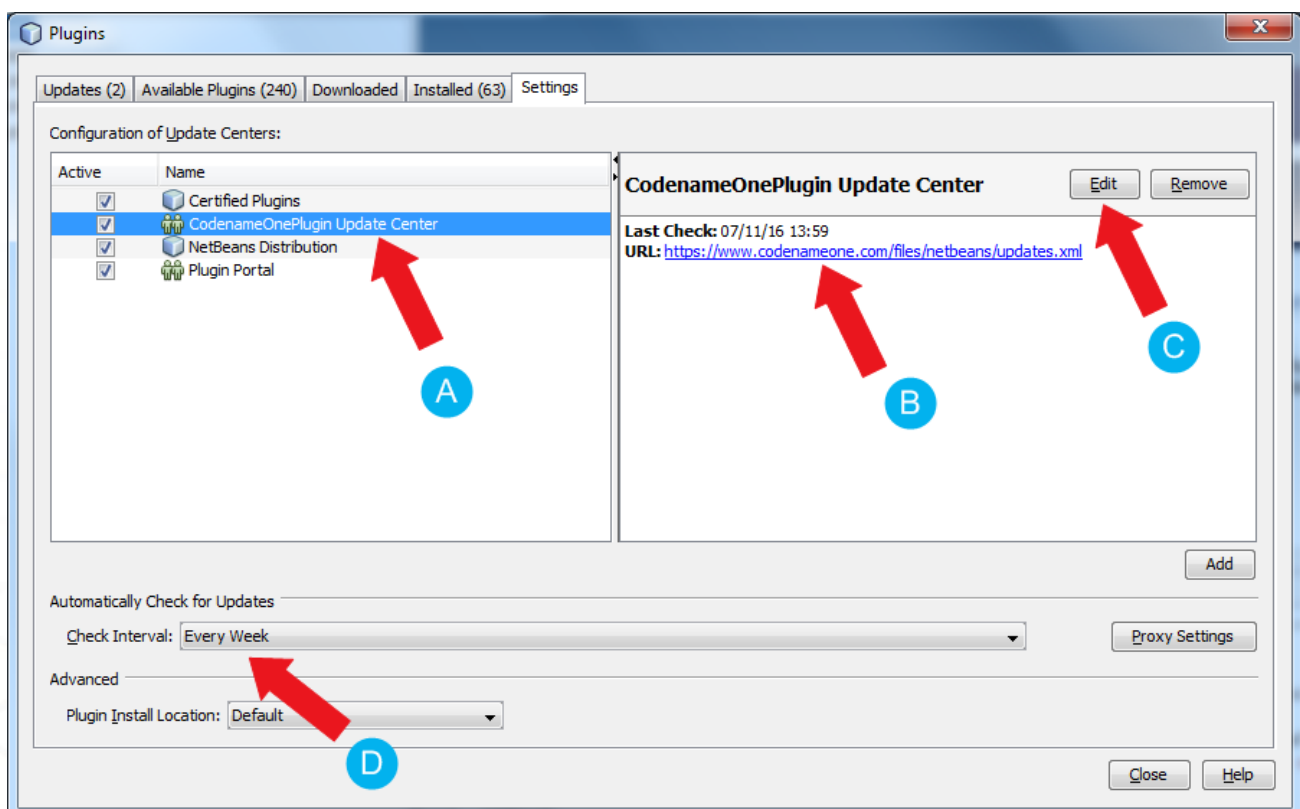 Plugins
Updates (2) Available Plugins (240) Downloaded Installed (63) Settings
Configuration of Update Centers:
Active Name
Certified Plugins
CodenameOnePlugin Update Center
NetBeans Distribution
Plugin Portal
CodenameOnePlugin Update Center Edit Remove
Last Check: 07/11/16 13:59
URL: https://www.codenameone.com/files/netbeans/updates.xml
A
B
C
Add
Automatically Check for Updates
Check Interval: Every Week Proxy Settings
Advanced
Plugin Install Location: Default
D
Close Help